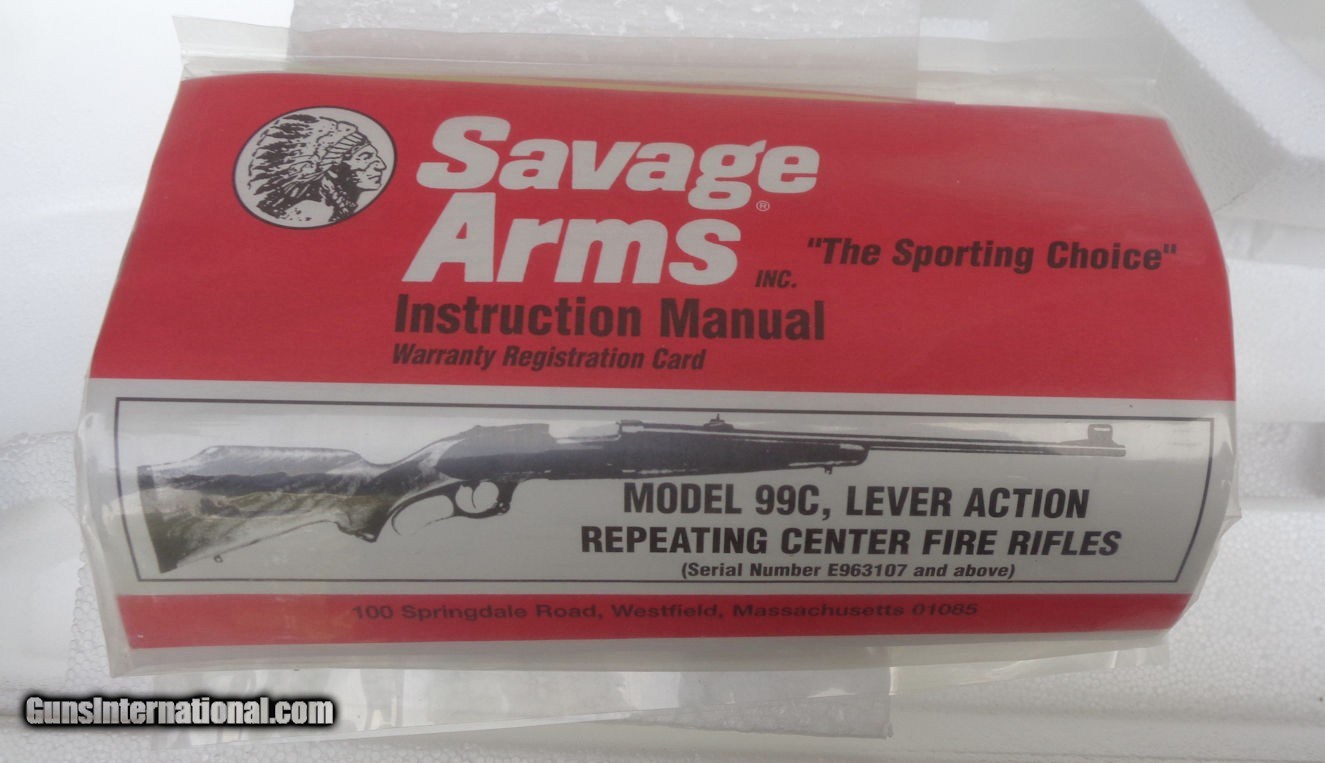 Savage
Arms®
INC.
"The Sporting Choice"
Instruction Manual
Warranty Registration Card
MODEL 99C, LEVER ACTION
REPEATING CENTER FIRE RIFLES
(Serial Number E963107 and above)
100 Springdale Road, Westfield, Massachusetts 01085
GunsInternational.com